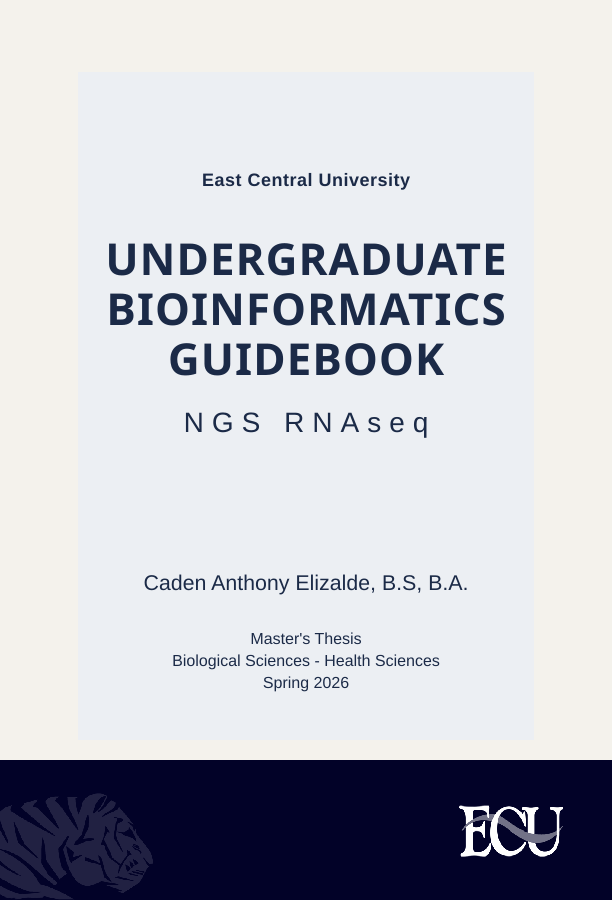 East Central University
UNDERGRADUATE
BIOINFORMATICS
GUIDEBOOK
NGS RNAseq
Caden Anthony Elizalde, B.S, B.A.
Master's Thesis
Biological Sciences - Health Sciences
Spring 2026
ECU